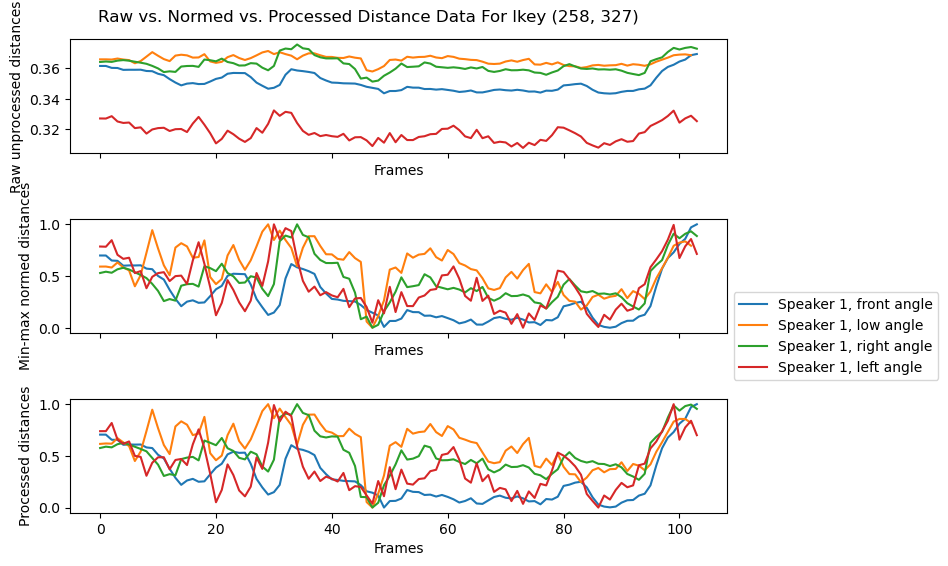 Raw vs. Normed vs. Processed Distance Data For lkey (258, 327)
Raw unprocessed distances
0.36
0.34
0.32
Frames
Min-max normed distances
1.0
0.5
0.0
Frames
Speaker 1, front angle
Speaker 1, low angle
Speaker 1, right angle
Speaker 1, left angle
Processed distances
1.0
0.5
0.0
0 20 40 60 80 100
Frames